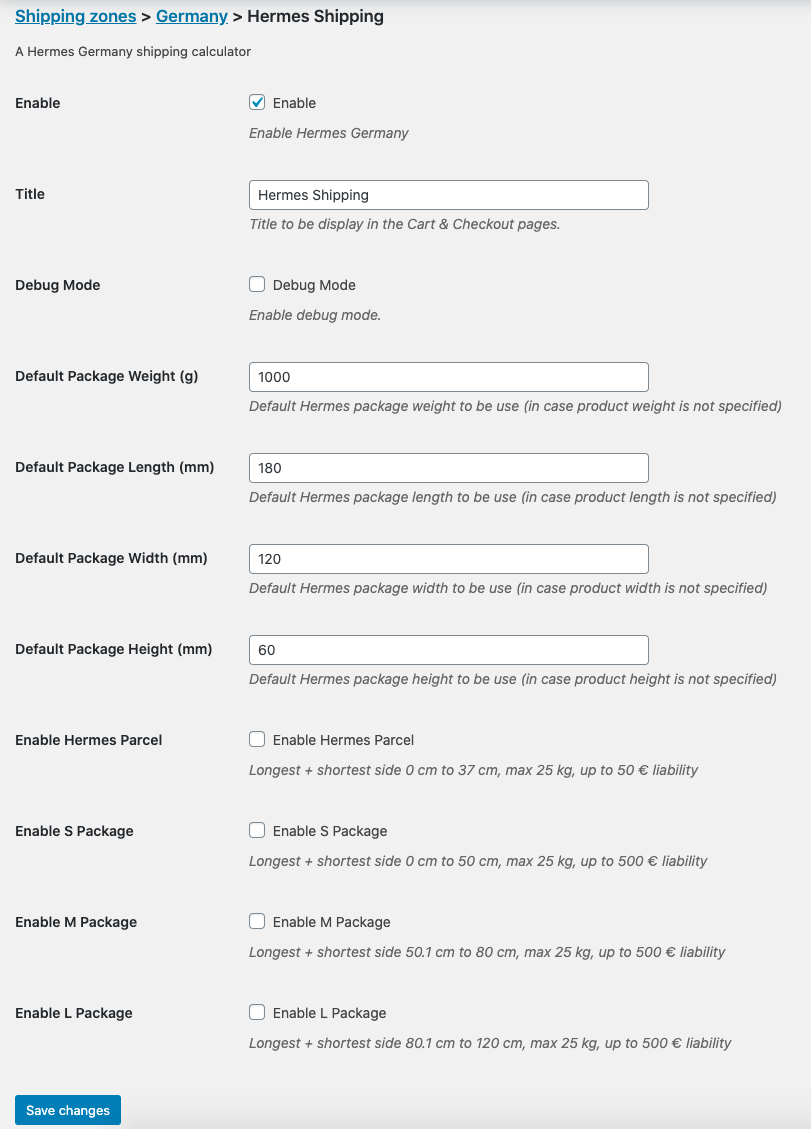 Shipping zones > Germany > Hermes Shipping
A Hermes Germany shipping calculator
Enable
Enable
Enable Hermes Germany
Title
Hermes Shipping
Title to be display in the Cart & Checkout pages.
Debug Mode
Debug Mode
Enable debug mode.
Default Package Weight (g)
1000
Default Hermes package weight to be use (in case product weight is not specified)
Default Package Length (mm)
180
Default Hermes package length to be use (in case product length is not specified)
Default Package Width (mm)
120
Default Hermes package width to be use (in case product width is not specified)
Default Package Height (mm)
60
Default Hermes package height to be use (in case product height is not specified)
Enable Hermes Parcel
Enable Hermes Parcel
Longest + shortest side 0 cm to 37 cm, max 25 kg, up to 50 € liability
Enable S Package
Enable S Package
Longest + shortest side 0 cm to 50 cm, max 25 kg, up to 500 € liability
Enable M Package
Enable M Package
Longest + shortest side 50.1 cm to 80 cm, max 25 kg, up to 500 € liability
Enable L Package
Enable L Package
Longest + shortest side 80.1 cm to 120 cm, max 25 kg, up to 500 € liability
Save changes